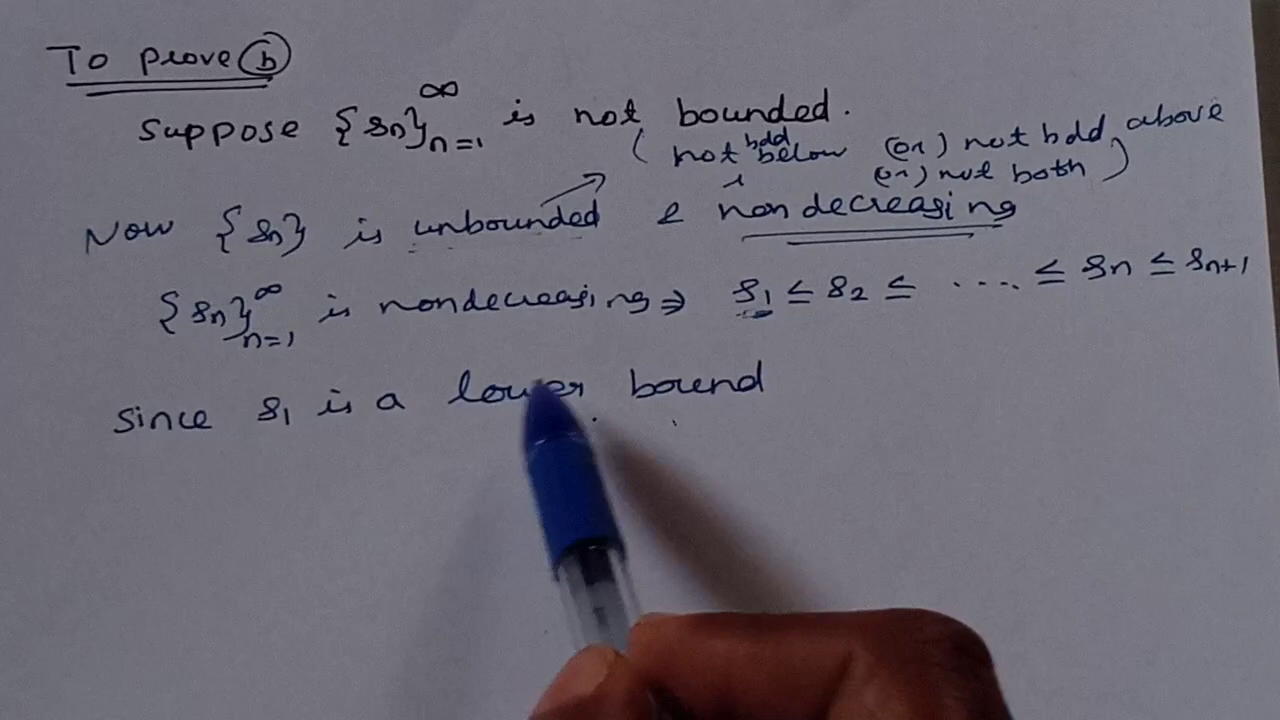 To prove (b)
Suppose {Sn}∞n=1 is not bounded.
( not bdd below (or) not bdd above
(or) not both )
Now {Sn} is unbounded & nondecreasing
{Sn}∞n=1 is nondecreasing ⇒ S1 ≤ S2 ≤ ..... ≤ Sn ≤ Sn+1
Since S1 is a lower bound